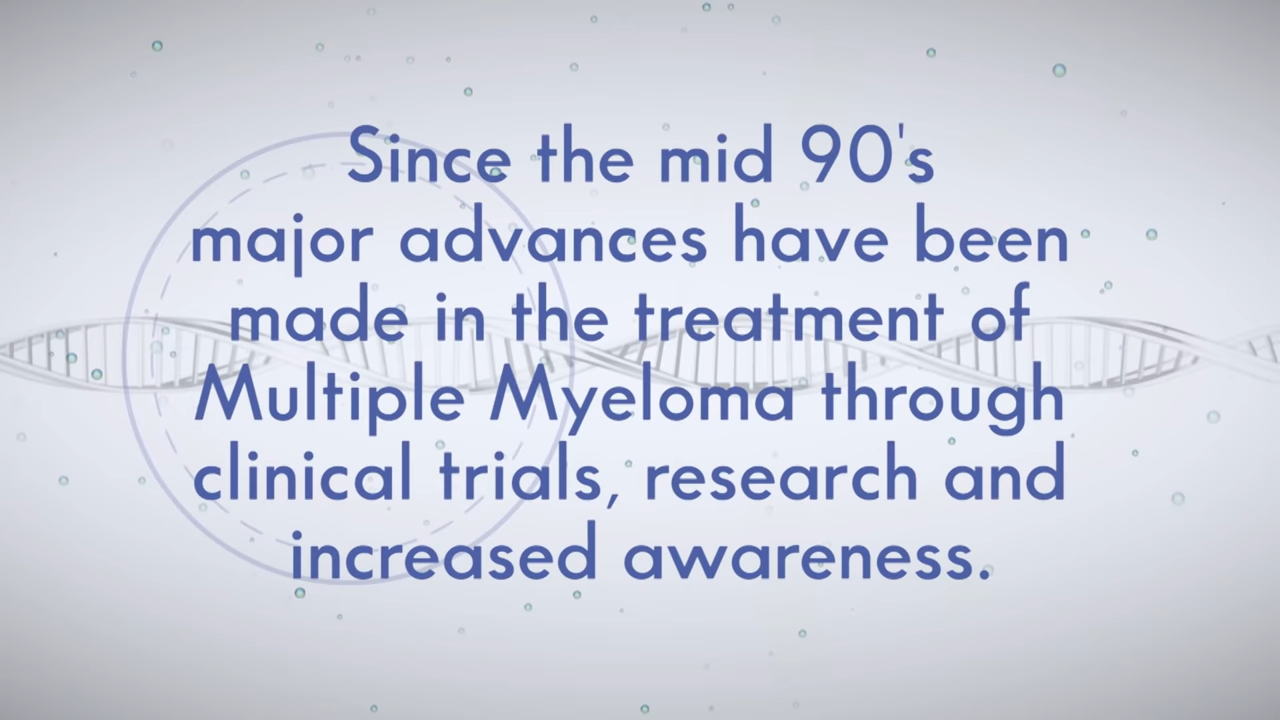 Since the mid 90's
major advances have been
made in the treatment of
Multiple Myeloma through
clinical trials, research and
increased awareness.